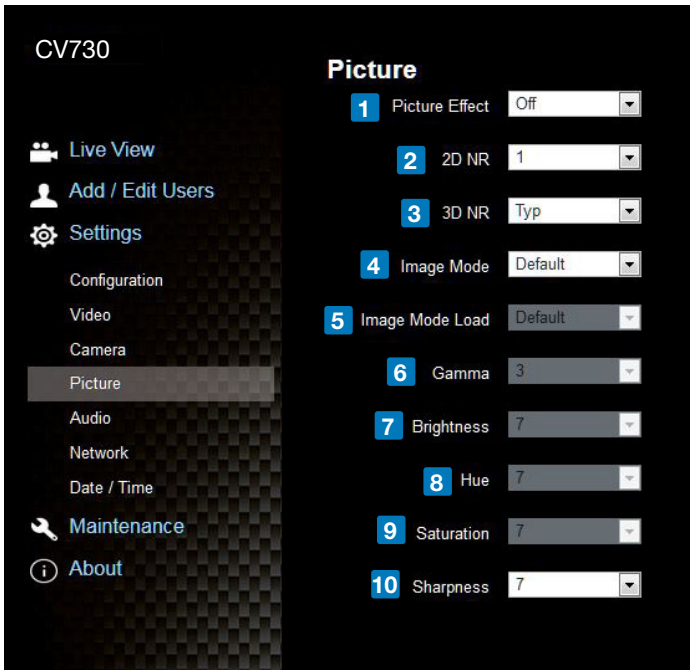 CV730
Live View
Add / Edit Users
Settings
Configuration
Video
Camera
Picture
Audio
Network
Date / Time
Maintenance
About
Picture
1 Picture Effect Off
2 2D NR 1
3 3D NR Typ
4 Image Mode Default
5 Image Mode Load Default
6 Gamma 3
7 Brightness 7
8 Hue 7
9 Saturation 7
10 Sharpness 7